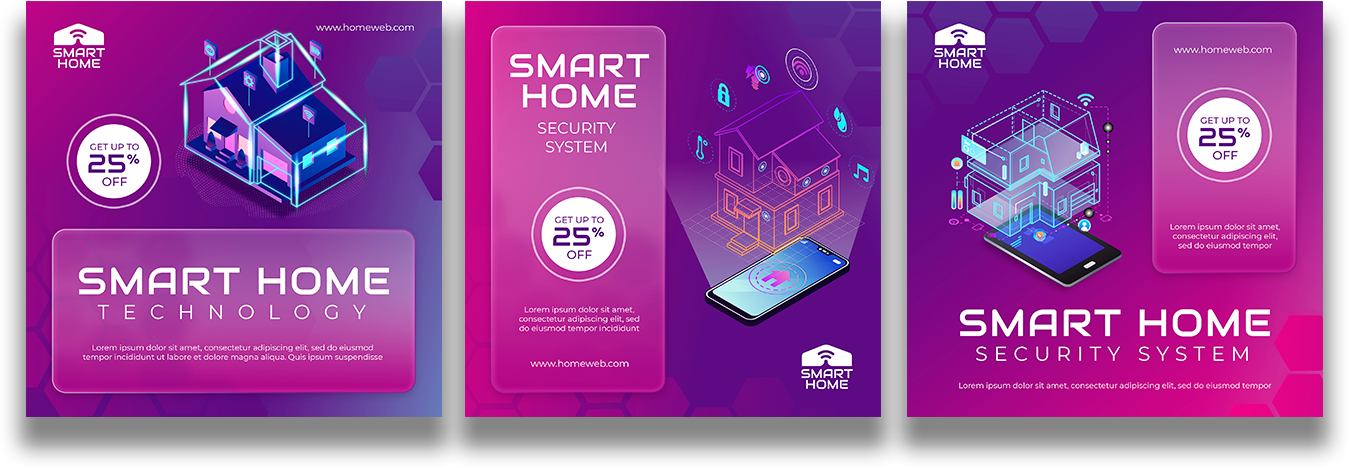 SMART
HOME
www.homeweb.com
GET UP TO
25%
OFF
SMART HOME
TECHNOLOGY
Lorem ipsum dolor sit amet, consectetur adipiscing elit, sed do eiusmod
tempor incididunt ut labore et dolore magna aliqua. Quis ipsum suspendisse
SMART
HOME
SECURITY
SYSTEM
GET UP TO
25%
OFF
Lorem ipsum dolor sit amet,
consectetur adipiscing elit, sed
do eiusmod tempor incididunt
www.homeweb.com
SMART
HOME
SMART
HOME
www.homeweb.com
GET UP TO
25%
OFF
Lorem ipsum dolor sit amet,
consectetur adipiscing elit, sed
do eiusmod tempor
SMART HOME
SECURITY SYSTEM
Lorem ipsum dolor sit amet, consectetur adipiscing elit, sed do eiusmod tempor